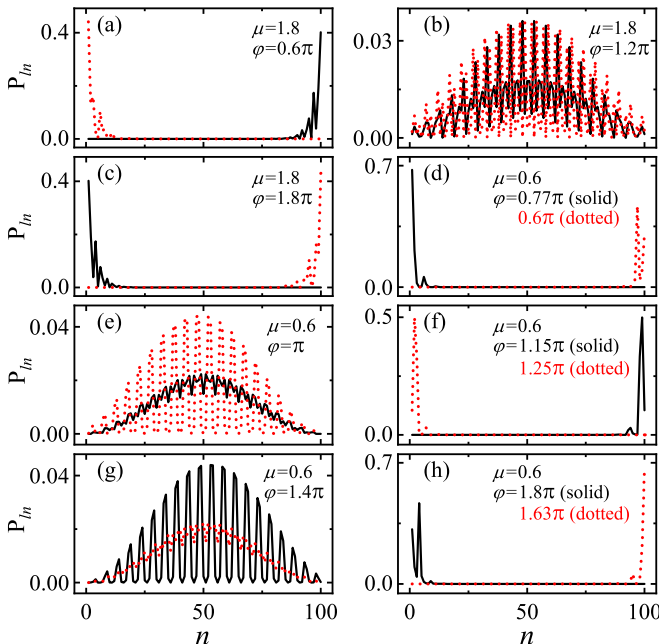 (a) μ=1.8
φ=0.6π
0.4
0.0
P_ln
(b) μ=1.8
φ=1.2π
0.03
0.00
(c) μ=1.8
φ=1.8π
0.4
0.0
P_ln
(d) μ=0.6
φ=0.77π (solid)
0.6π (dotted)
0.7
0.0
(e) μ=0.6
φ=π
0.04
0.00
P_ln
(f) μ=0.6
φ=1.15π (solid)
1.25π (dotted)
0.5
0.0
(g) μ=0.6
φ=1.4π
0.04
0.00
P_ln
0 50 100
n
(h) μ=0.6
φ=1.8π (solid)
1.63π (dotted)
0.7
0.0
0 50 100
n